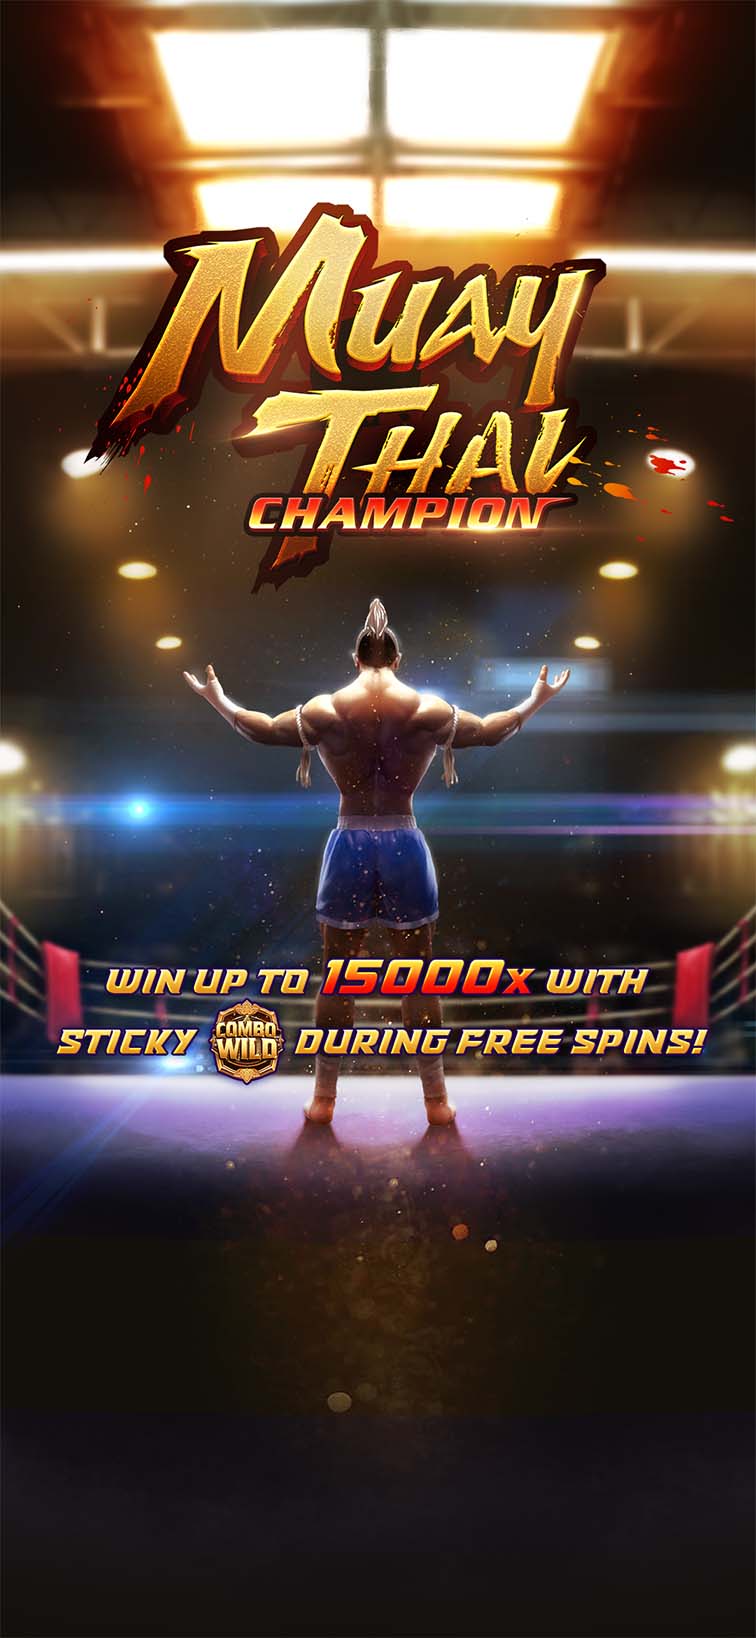 MUAY
THAI
CHAMPION
WIN UP TO 15000X WITH
STICKY COMBO WILD DURING FREE SPINS!